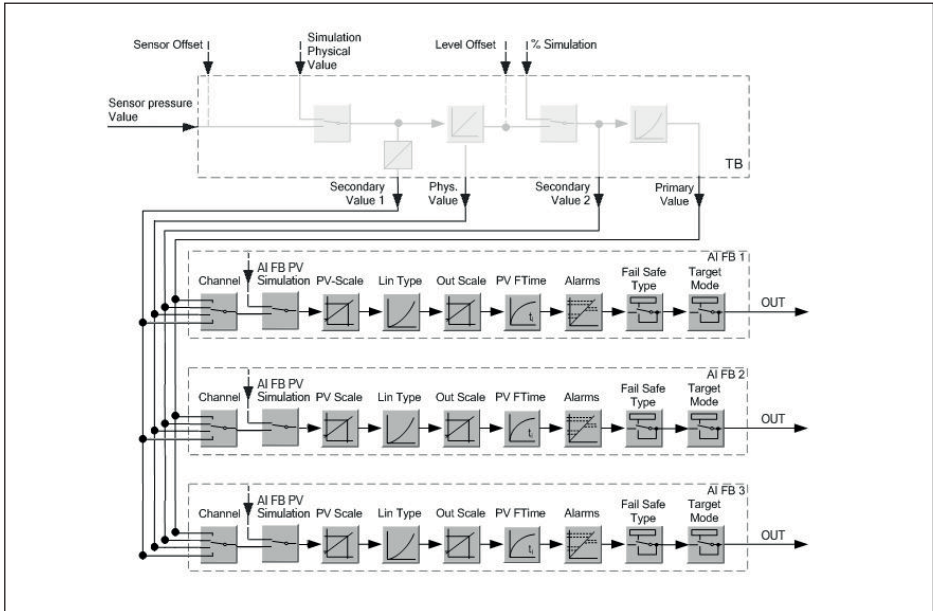 Sensor Offset
Simulation
Physical
Value
Level Offset
% Simulation
Sensor pressure
Value
TB
Secondary
Value 1
Phys.
Value
Secondary
Value 2
Primary
Value
AI FB 1
AI FB PV
Simulation
Channel
PV-Scale
Lin Type
Out Scale
PV FTime
Alarms
Fail Safe
Type
Target
Mode
OUT
t₁
AI FB 2
AI FB PV
Simulation
Channel
PV Scale
Lin Type
Out Scale
PV FTime
Alarms
Fail Safe
Type
Target
Mode
OUT
t₁
AI FB 3
AI FB PV
Simulation
Channel
PV Scale
Lin Type
Out Scale
PV FTime
Alarms
Fail Safe
Type
Target
Mode
OUT
t₁